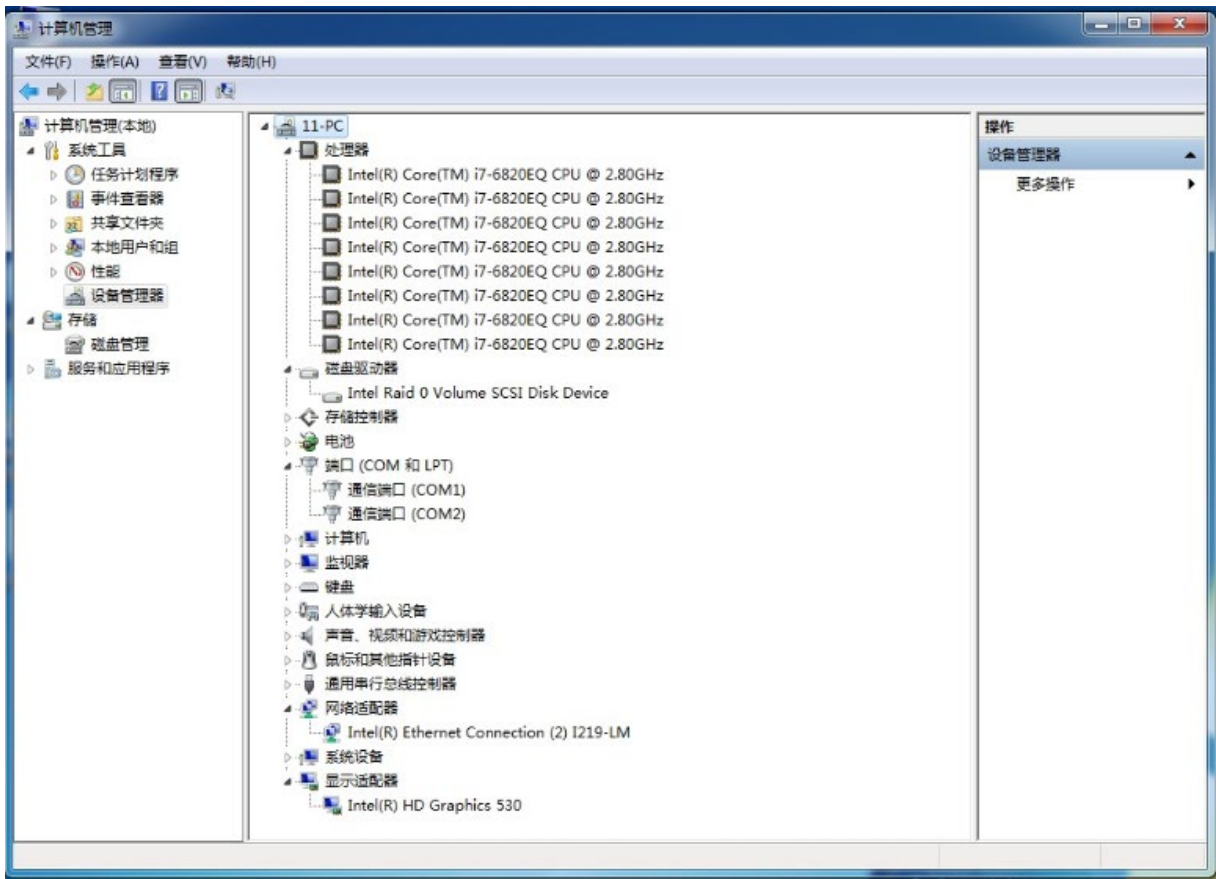 计算机管理
文件(F) 操作(A) 查看(V) 帮助(H)
计算机管理(本地)
系统工具
任务计划程序
事件查看器
共享文件夹
本地用户和组
性能
设备管理器
存储
磁盘管理
服务和应用程序
11-PC
处理器
Intel(R) Core(TM) i7-6820EQ CPU @ 2.80GHz
Intel(R) Core(TM) i7-6820EQ CPU @ 2.80GHz
Intel(R) Core(TM) i7-6820EQ CPU @ 2.80GHz
Intel(R) Core(TM) i7-6820EQ CPU @ 2.80GHz
Intel(R) Core(TM) i7-6820EQ CPU @ 2.80GHz
Intel(R) Core(TM) i7-6820EQ CPU @ 2.80GHz
Intel(R) Core(TM) i7-6820EQ CPU @ 2.80GHz
Intel(R) Core(TM) i7-6820EQ CPU @ 2.80GHz
磁盘驱动器
Intel Raid 0 Volume SCSI Disk Device
存储控制器
电池
端口 (COM 和 LPT)
通信端口 (COM1)
通信端口 (COM2)
计算机
监视器
键盘
人体学输入设备
声音、视频和游戏控制器
鼠标和其他指针设备
通用串行总线控制器
网络适配器
Intel(R) Ethernet Connection (2) I219-LM
系统设备
显示适配器
Intel(R) HD Graphics 530
操作
设备管理器
更多操作